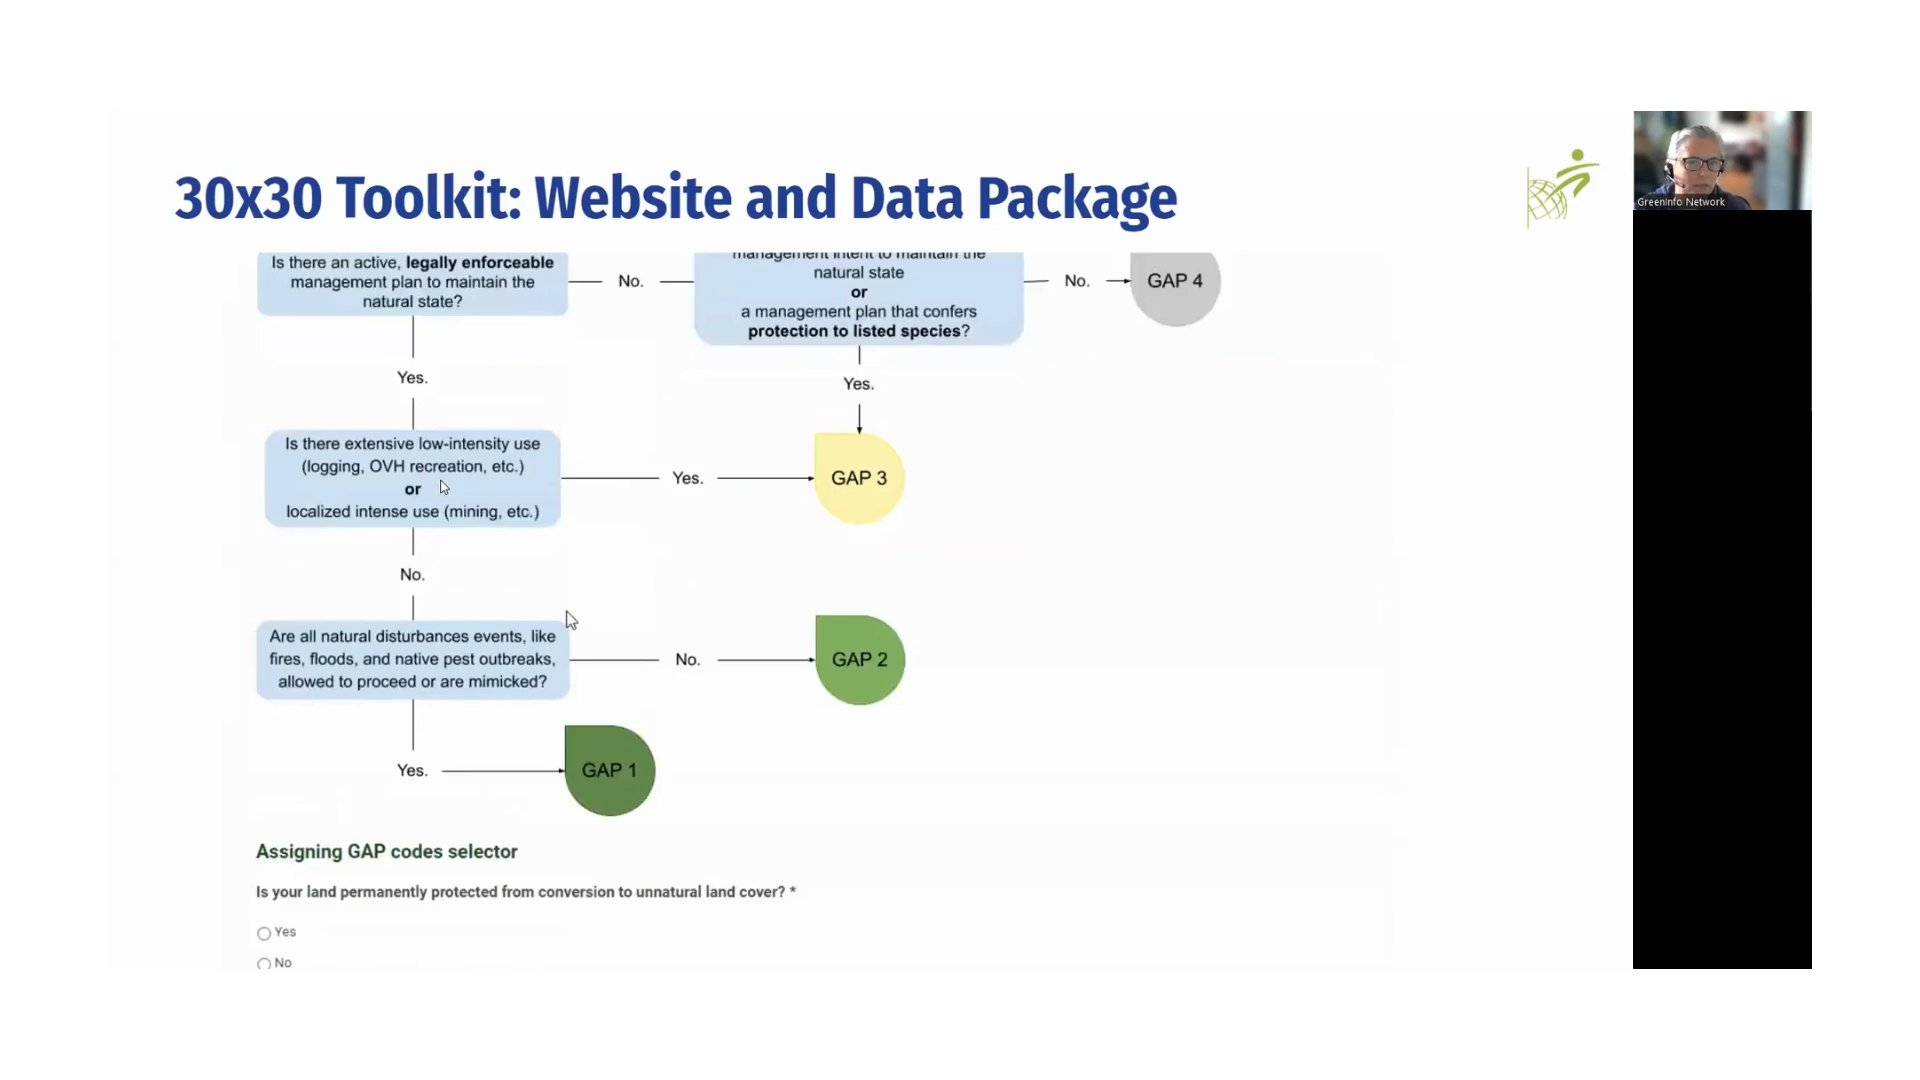 30x30 Toolkit: Website and Data Package
GreenInfo Network
Is there an active, legally enforceable
management plan to maintain the
natural state?
No.
management intent to maintain the
natural state
or
a management plan that confers
protection to listed species?
No.
GAP 4
Yes.
Yes.
Is there extensive low-intensity use
(logging, OVH recreation, etc.)
or
localized intense use (mining, etc.)
Yes.
GAP 3
No.
Are all natural disturbances events, like
fires, floods, and native pest outbreaks,
allowed to proceed or are mimicked?
No.
GAP 2
Yes.
GAP 1
Assigning GAP codes selector
Is your land permanently protected from conversion to unnatural land cover? *
Yes
No